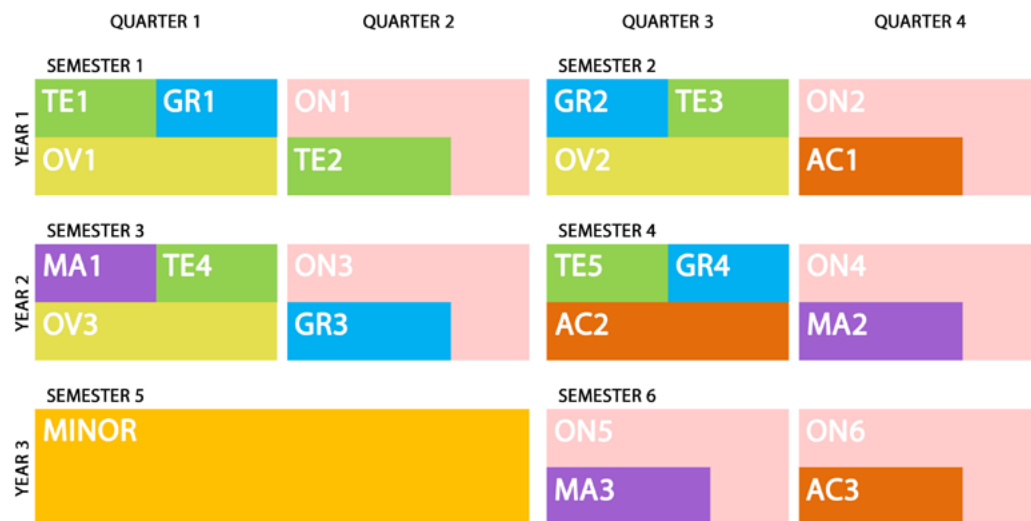 QUARTER 1 QUARTER 2 QUARTER 3 QUARTER 4
YEAR 1
SEMESTER 1 SEMESTER 2
TE1 GR1 ON1 GR2 TE3 ON2
OV1 TE2 OV2 AC1
YEAR 2
SEMESTER 3 SEMESTER 4
MA1 TE4 ON3 TE5 GR4 ON4
OV3 GR3 AC2 MA2
YEAR 3
SEMESTER 5 SEMESTER 6
MINOR ON5 ON6
MA3 AC3